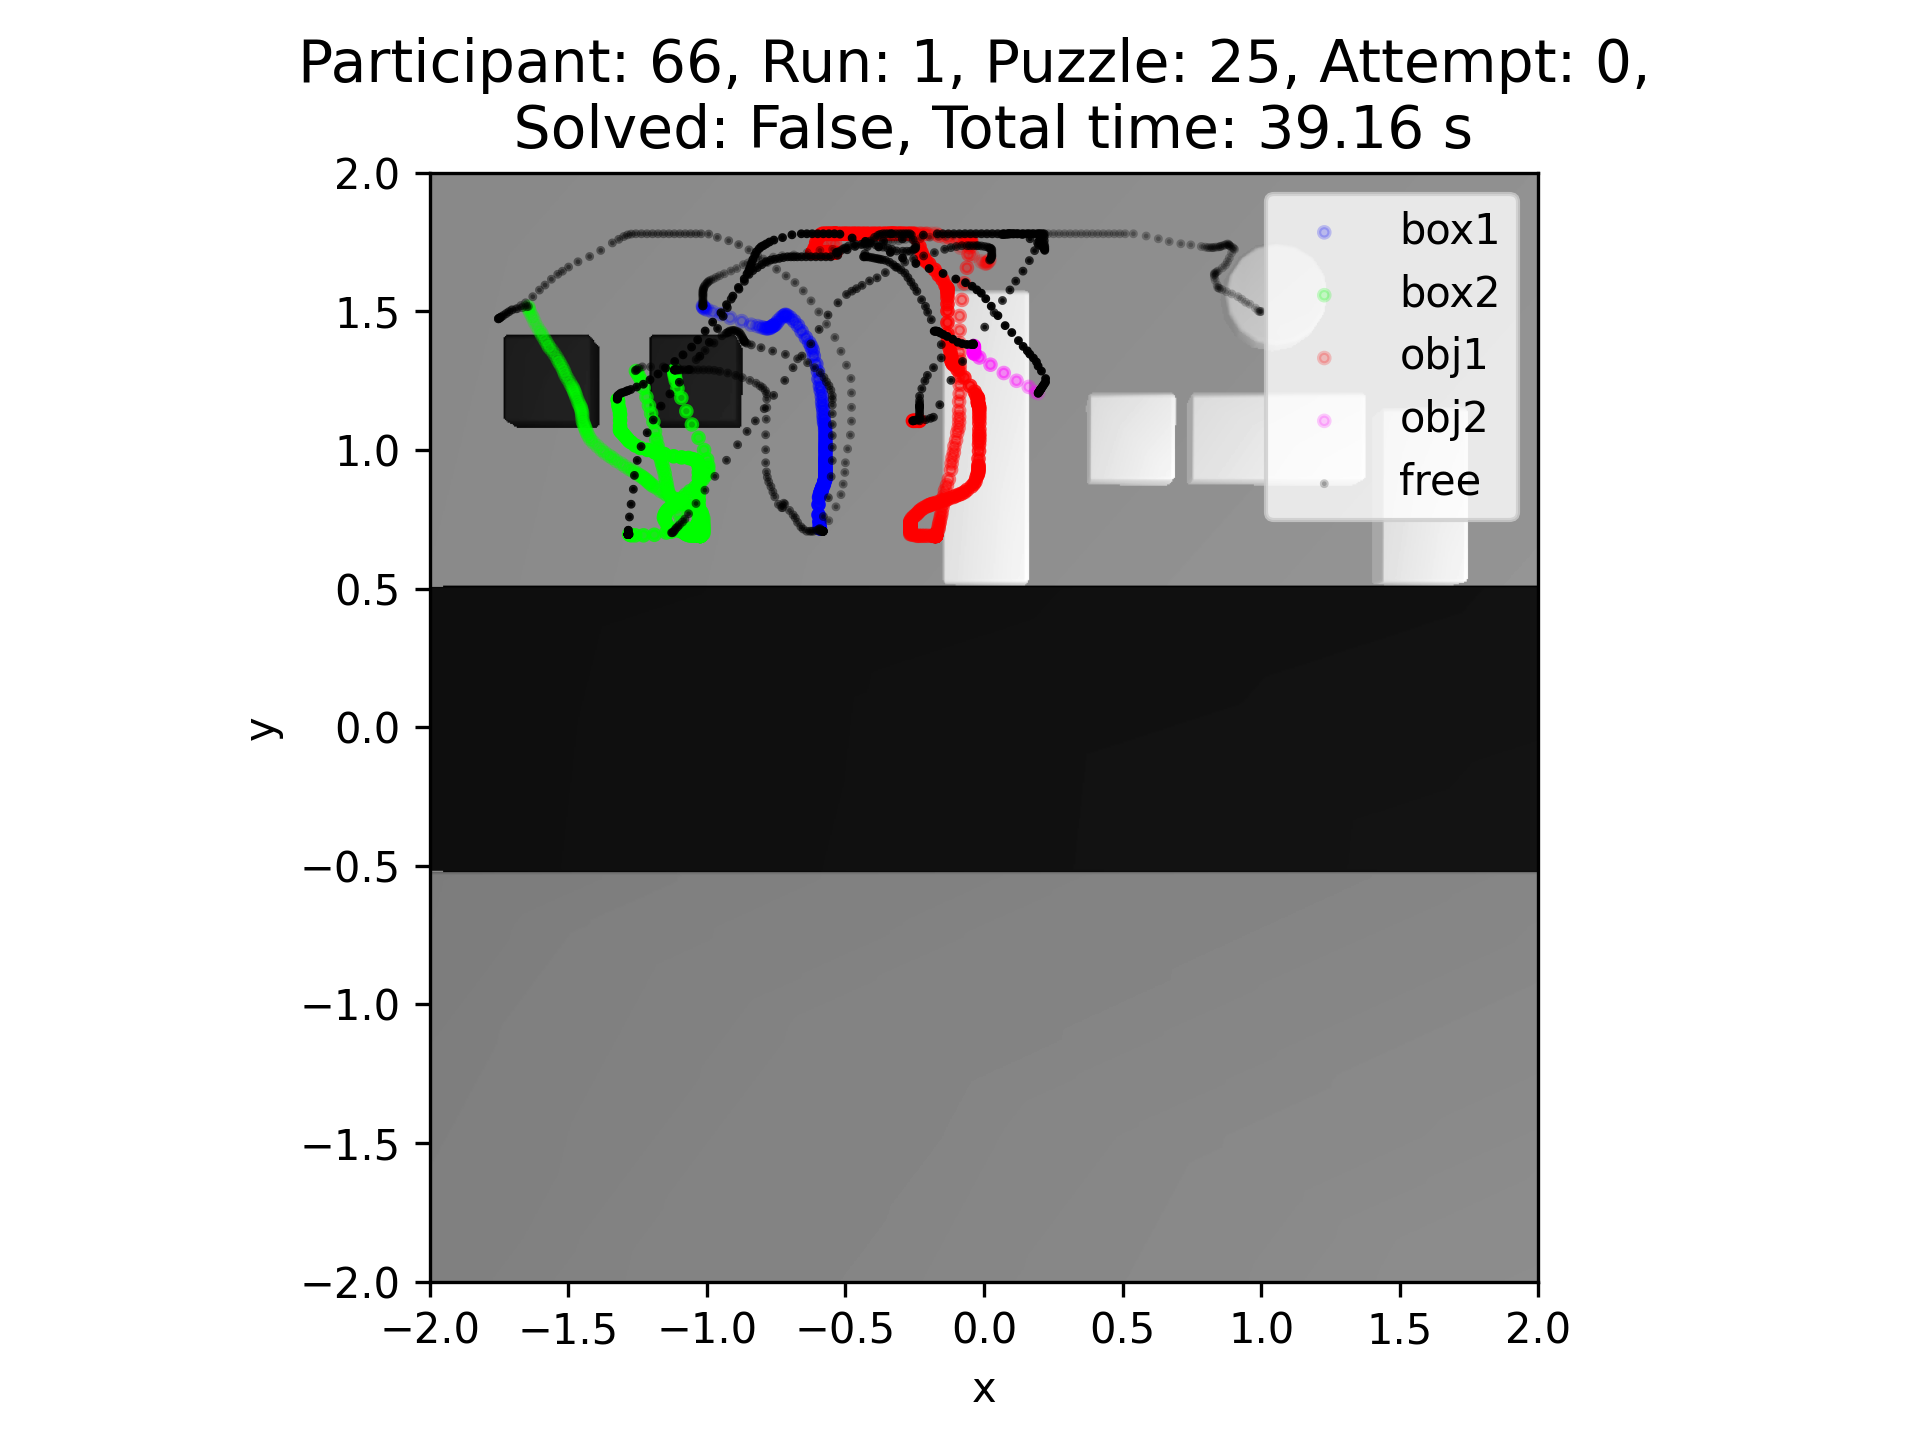 Participant: 66, Run: 1, Puzzle: 25, Attempt: 0,
Solved: False, Total time: 39.16 s
2.0
1.5
1.0
0.5
0.0
−0.5
−1.0
−1.5
−2.0
y
box1
box2
obj1
obj2
free
−2.0 −1.5 −1.0 −0.5 0.0 0.5 1.0 1.5 2.0
x